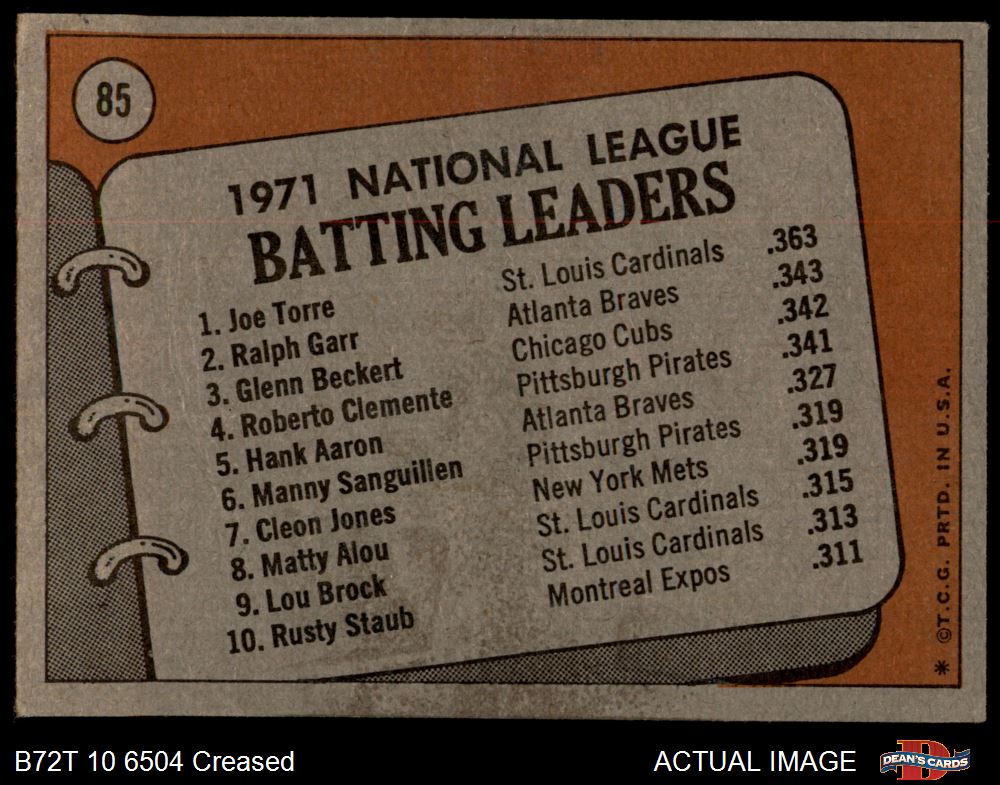 85
1971 NATIONAL LEAGUE
BATTING LEADERS
1. Joe Torre St. Louis Cardinals .363
2. Ralph Garr Atlanta Braves .343
3. Glenn Beckert Chicago Cubs .342
4. Roberto Clemente Pittsburgh Pirates .341
5. Hank Aaron Atlanta Braves .327
6. Manny Sanguillen Pittsburgh Pirates .319
7. Cleon Jones New York Mets .319
8. Matty Alou St. Louis Cardinals .315
9. Lou Brock St. Louis Cardinals .313
10. Rusty Staub Montreal Expos .311
* ©T.C.G. PRTD. IN U.S.A.
B72T 10 6504 Creased
ACTUAL IMAGE
D
DEAN'S CARDS